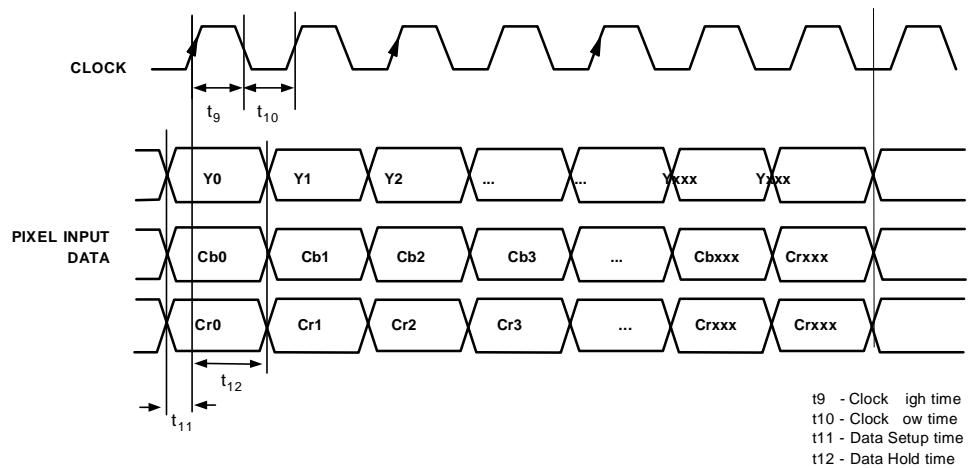 CLOCK
t9
t10
Y0 Y1 Y2 ... ... Yxxx Yxxx
PIXEL INPUT
DATA
Cb0 Cb1 Cb2 Cb3 ... Cbxxx Crxxx
Cr0 Cr1 Cr2 Cr3 ... Crxxx Crxxx
t12
t11
t9 - Clock igh time
t10 - Clock ow time
t11 - Data Setup time
t12 - Data Hold time